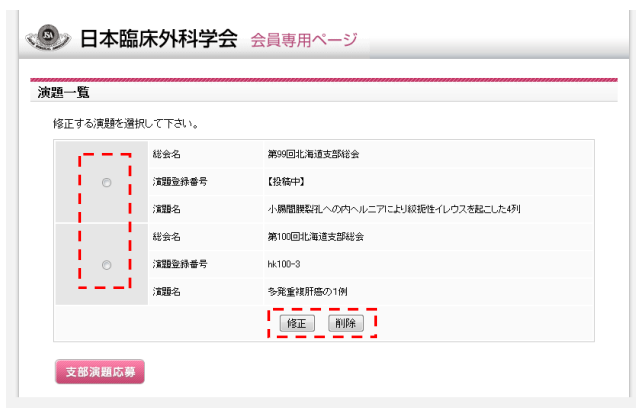 JSA
日本臨床外科学会 会員専用ページ
演題一覧
修正する演題を選択して下さい。
総会名 第99回北海道支部総会
演題登録番号 【投稿中】
演題名 小腸間膜裂孔への内ヘルニアにより絞扼性イレウスを起こした4列
総会名 第100回北海道支部総会
演題登録番号 hk100-3
演題名 多発重複肝癌の1例
修正 削除
支部演題応募